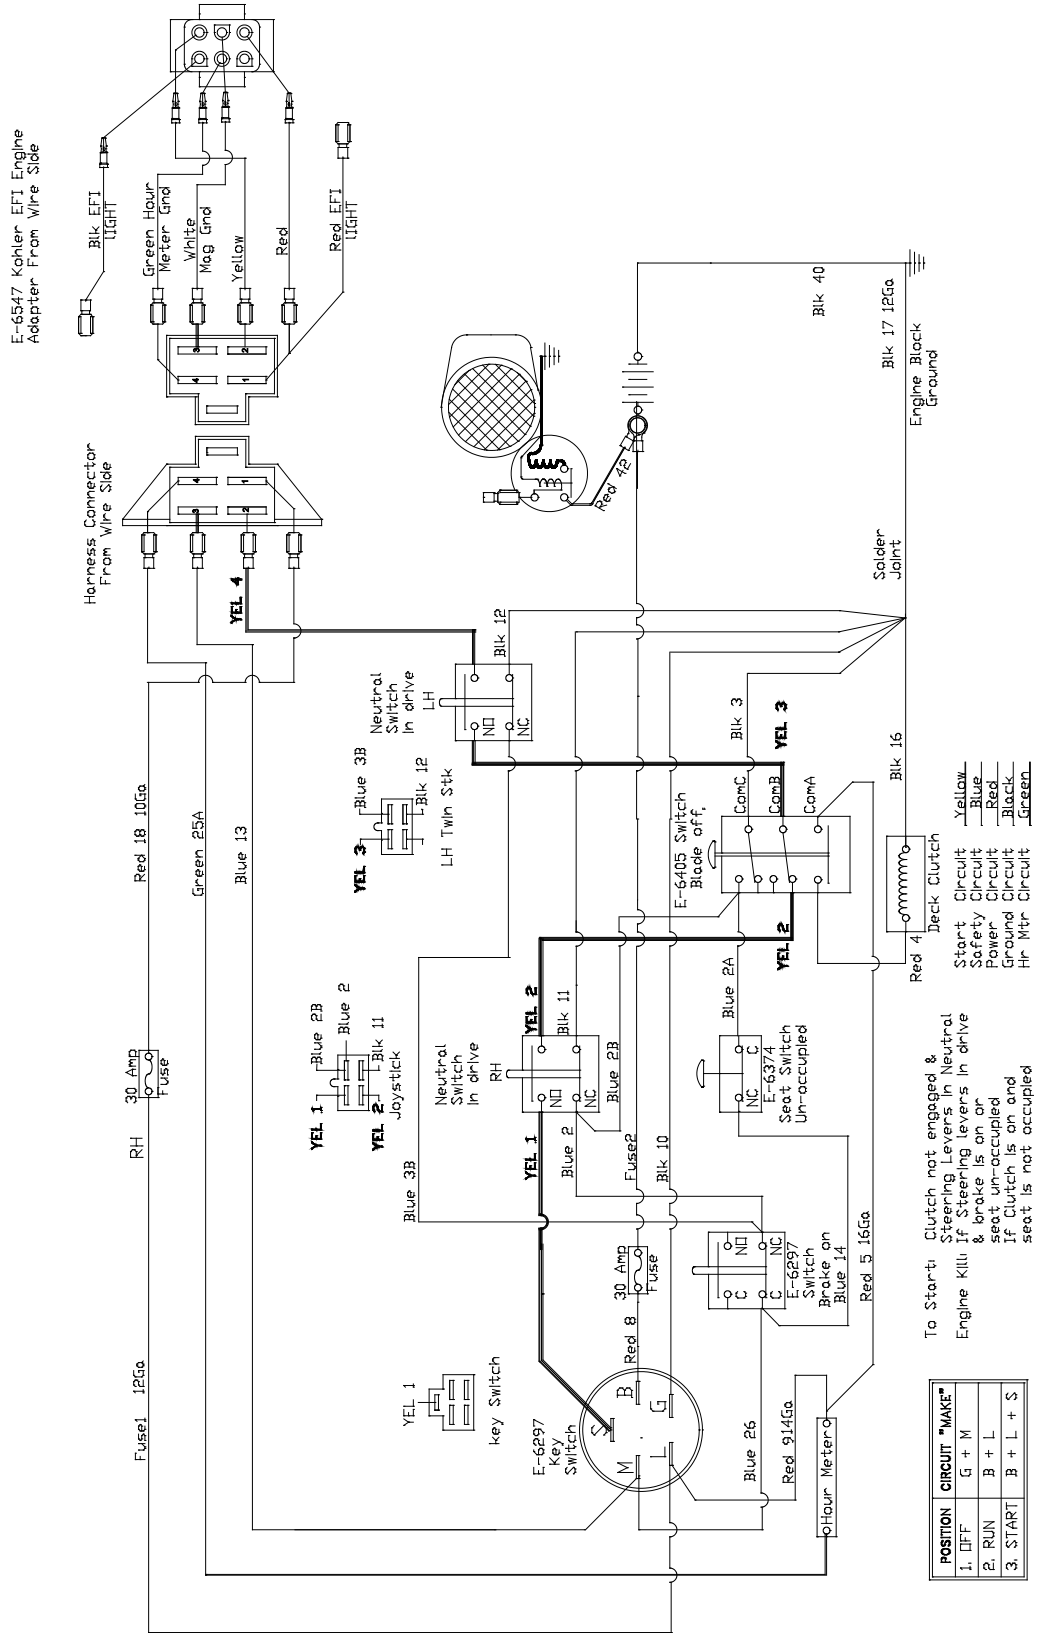 E-6547 Kohler EFI Engine
Adapter From Wire Side
Blk EFI
lIGHT
Green Hour
Meter Gnd
White
Mag Gnd
Yellow
Red
Red EFI
lIGHT
3
2
4
1
Harness Connector
From Wire Side
4
1
3
2
YEL 4
Red 42
Blk 40
Blk 17 12Ga
Engine Block
Ground
Solder
Joint
Red 18 10Ga
Green 25A
Blue 13
Neutral
Switch
In drive
LH
NO
NC
Blk 12
Blue 3B
Blk 12
YEL 3
LH Twin Stk
Blk 3
YEL 3
Blk 16
E-6405 Switch
Blade off.
ComC
ComB
ComA
YEL 2
Deck Clutch
Red 4
30 Amp
Fuse
RH
Blue 2B
Blue 2
Blk 11
YEL 1
YEL 2
Joystick
Neutral
Switch
In drive
RH
NO
NC
YEL 2
Blk 11
Blue 2B
YEL 1
Blue 2
Fuse2
Blk 10
Blue 3B
Blue 2A
C
NC
E-6374
Seat Switch
Un-occupied
30 Amp
Fuse
Red 8
NO
NC
C
C
E-6297
Switch
Brake on
Blue 14
Red 5 16Ga
Fuse1 12Ga
YEL 1
key Switch
E-6297
Key
Switch
B
G
M
L
Blue 26
Red 914Ga
Hour Meter
Start Circuit Yellow
Safety Circuit Blue
Power Circuit Red
Ground Circuit Black
Hr Mtr Circuit Green
To Start: Clutch not engaged &
Steering Levers in Neutral
Engine Kill: If Steering levers in drive
& brake is on or
seat un-occupied
If Clutch is on and
seat is not occupied
POSITION CIRCUIT "MAKE"
1. OFF G + M
2. RUN B + L
3. START B + L + S